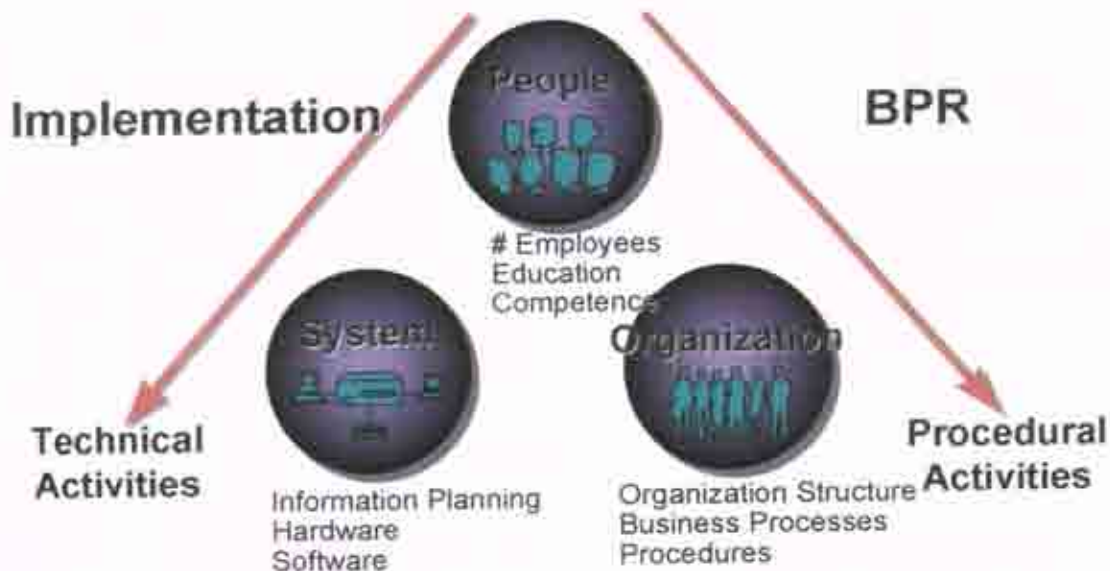 People
Implementation
BPR
# Employees
Education
Competence
System
Organization
Technical
Activities
Procedural
Activities
Information Planning
Hardware
Software
Organization Structure
Business Processes
Procedures